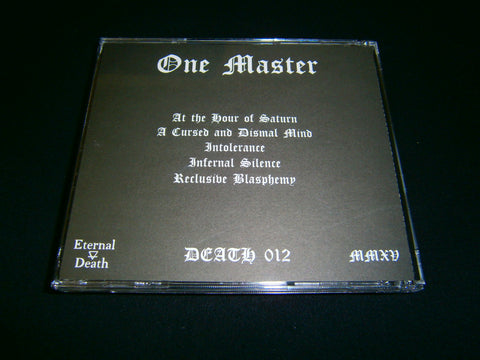 One Master
At the Hour of Saturn
A Cursed and Dismal Mind
Intolerance
Infernal Silence
Reclusive Blasphemy
Eternal
Death
DEATH 012
MMXV